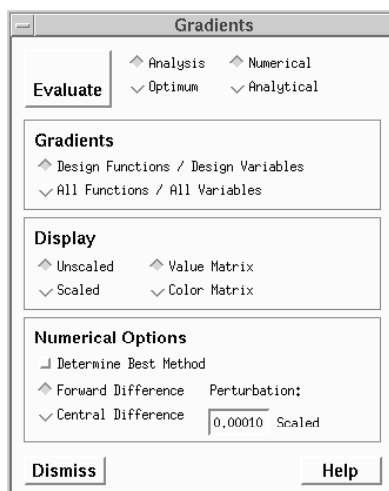 Gradients
Evaluate
Analysis Numerical
Optimum Analytical
Gradients
Design Functions / Design Variables
All Functions / All Variables
Display
Unscaled Value Matrix
Scaled Color Matrix
Numerical Options
Determine Best Method
Forward Difference Perturbation:
Central Difference 0.00010 Scaled
Dismiss Help